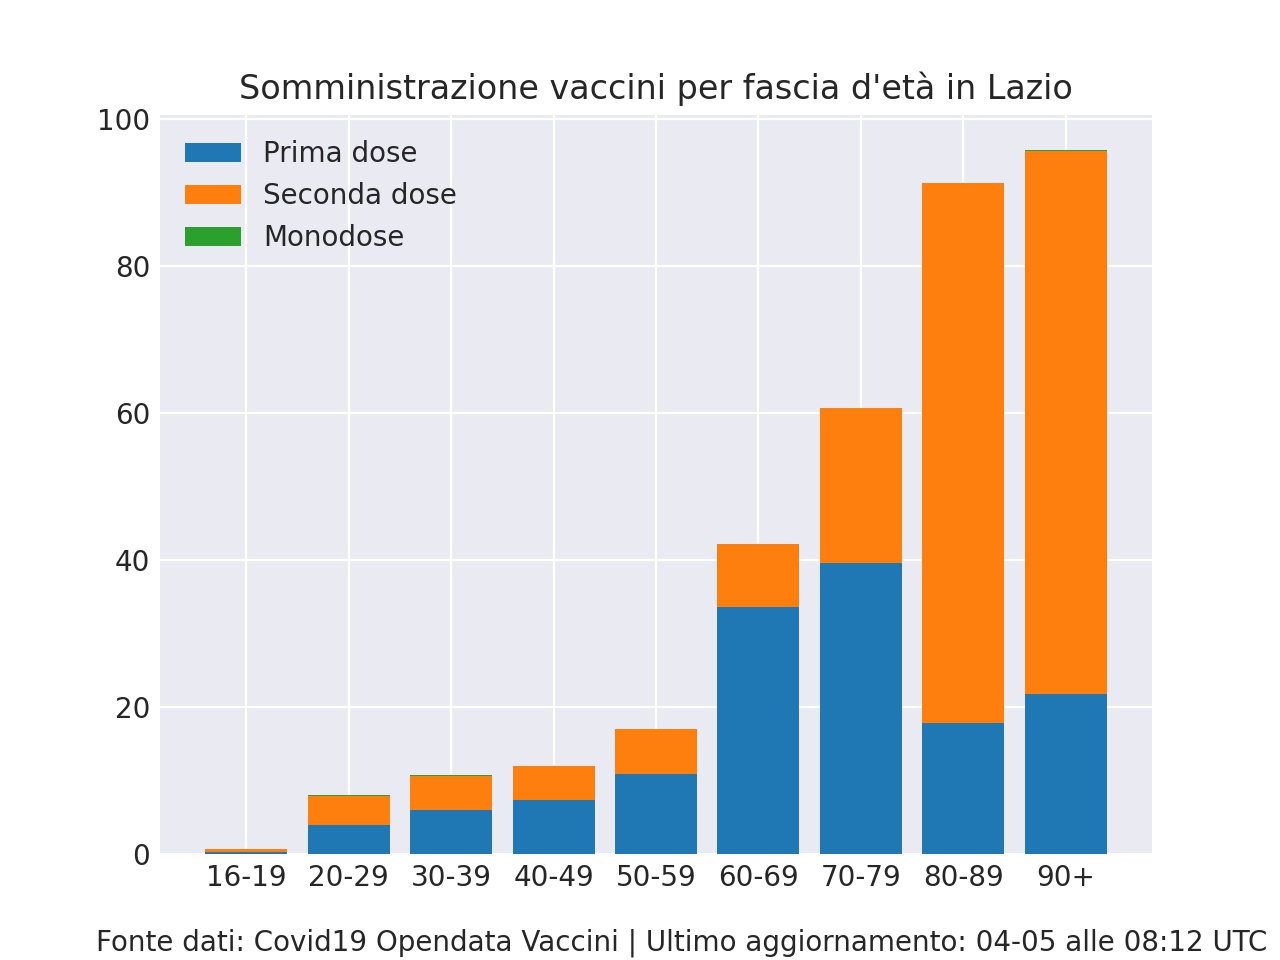 Somministrazione vaccini per fascia d'età in Lazio
100
80
60
40
20
0
Prima dose
Seconda dose
Monodose
16-19 20-29 30-39 40-49 50-59 60-69 70-79 80-89 90+
Fonte dati: Covid19 Opendata Vaccini | Ultimo aggiornamento: 04-05 alle 08:12 UTC